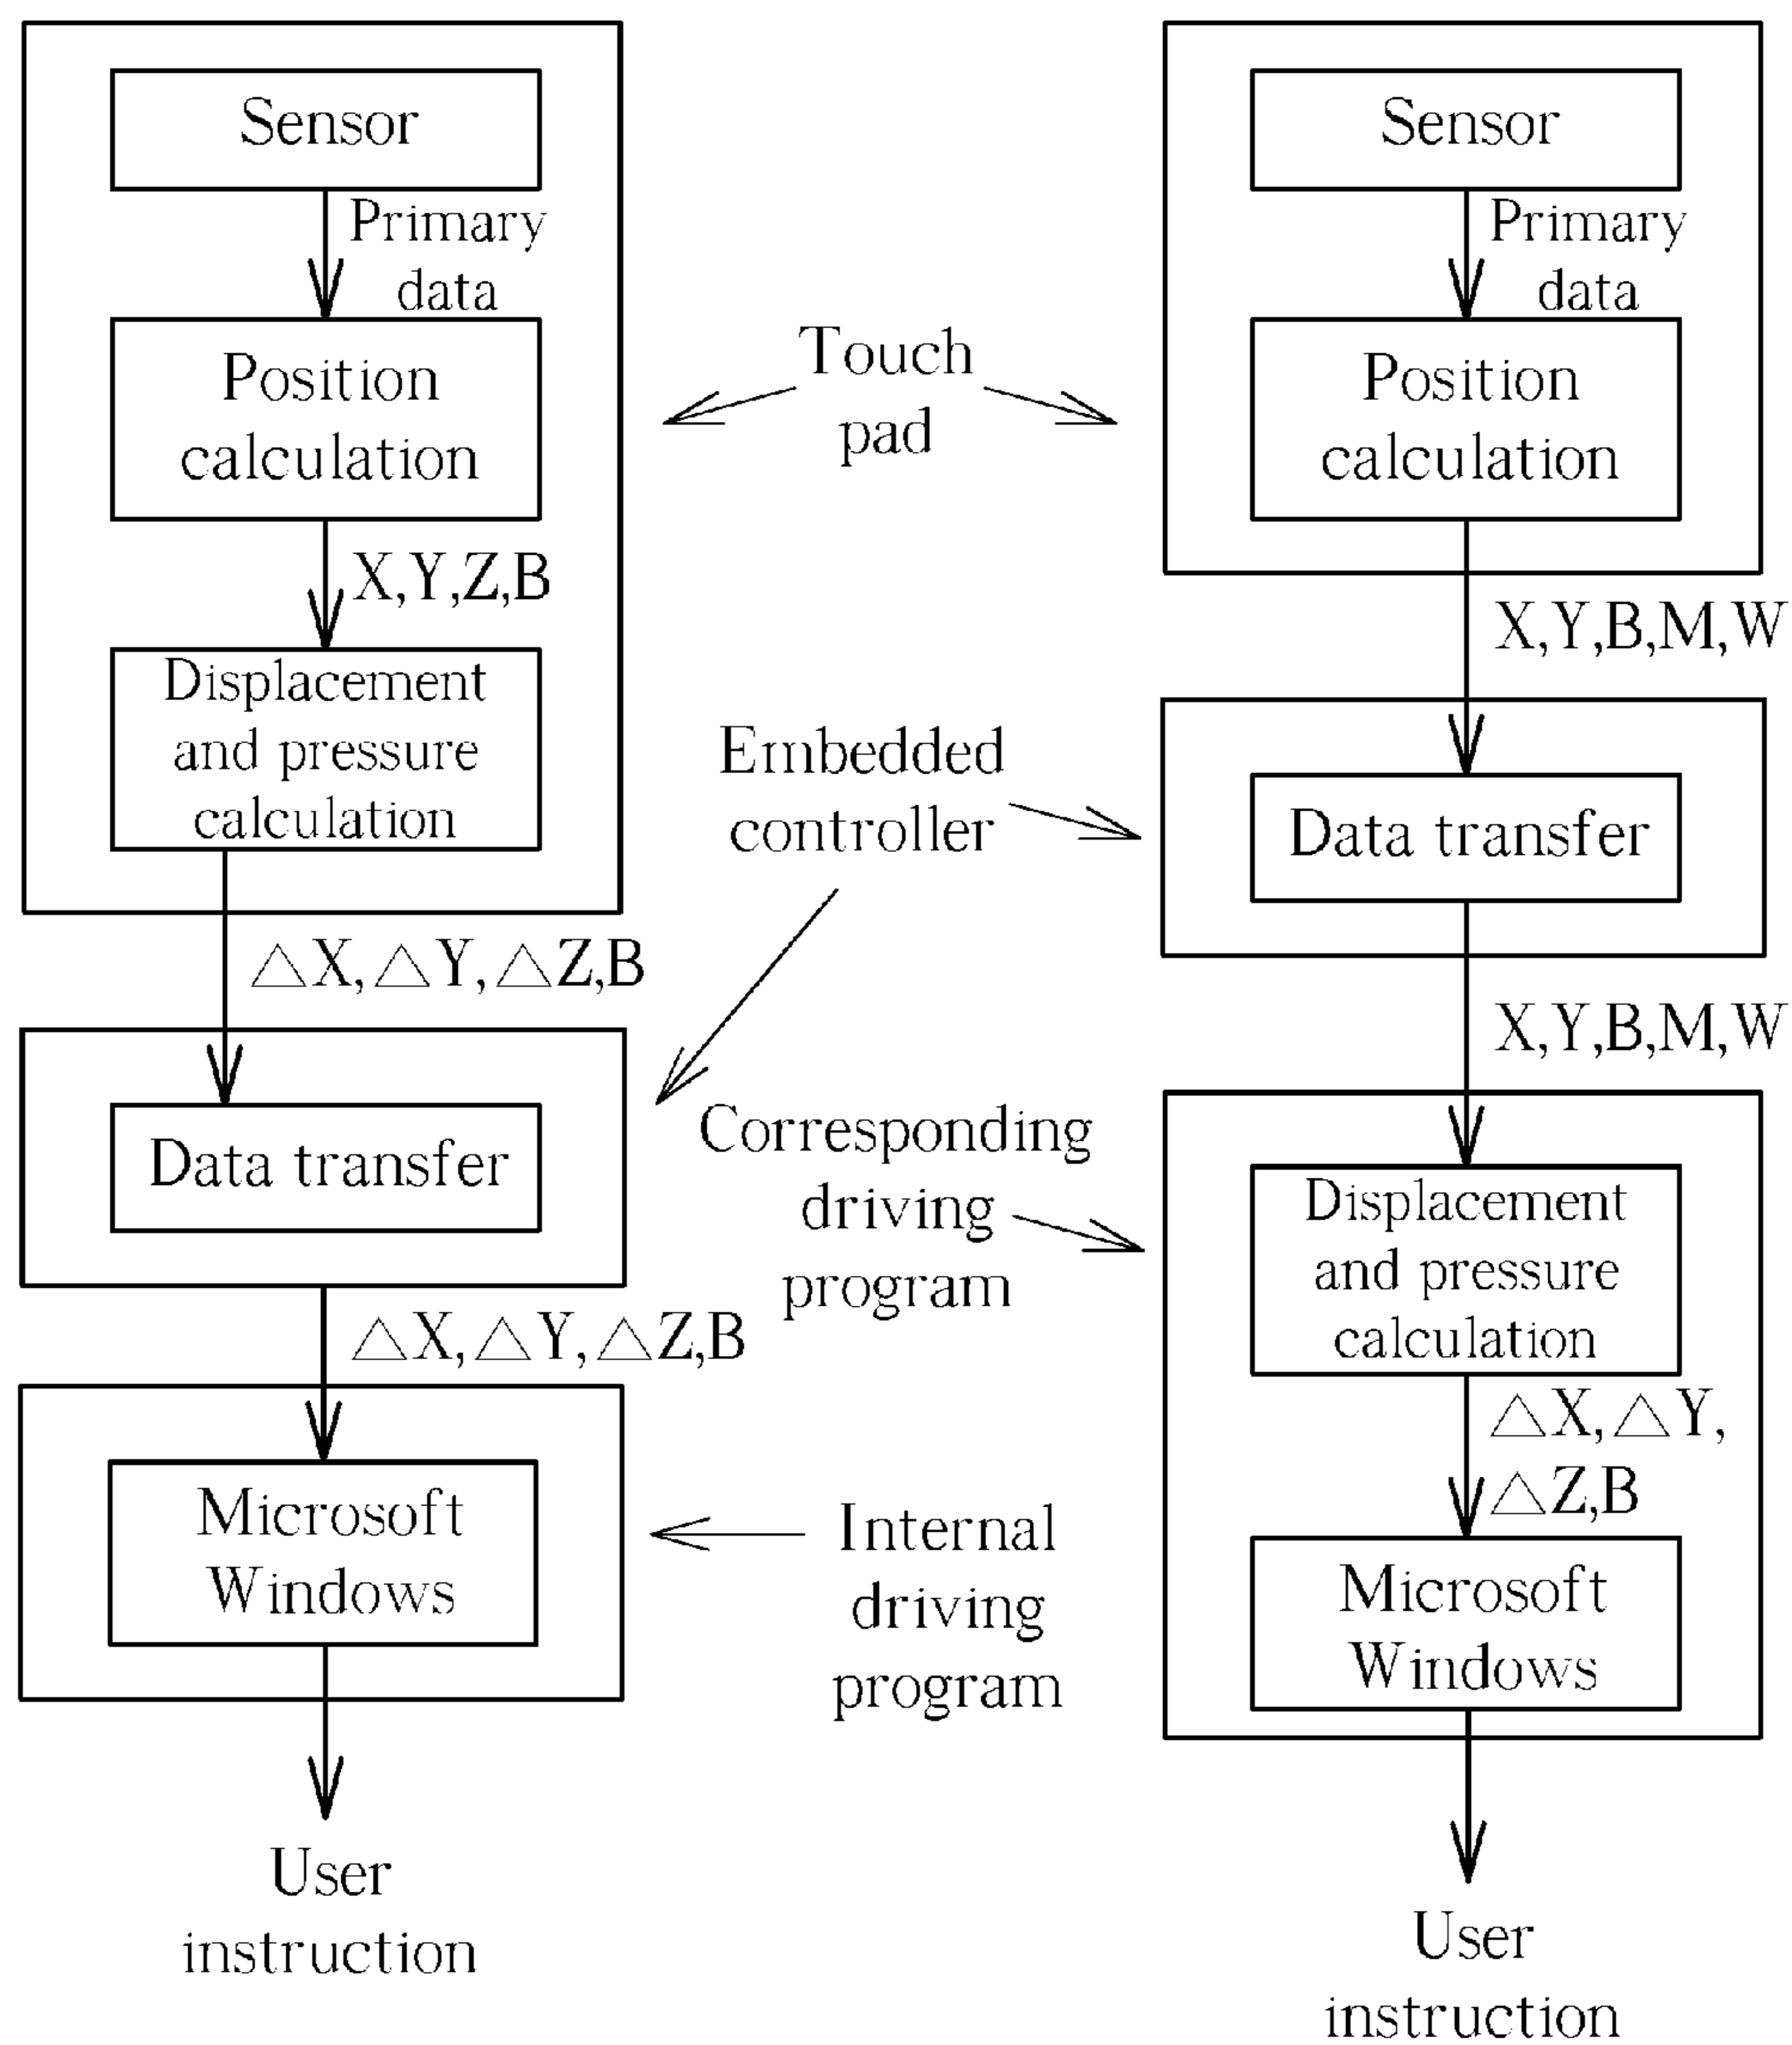 Sensor
Primary
data
Position
calculation
X,Y,Z,B
Displacement
and pressure
calculation
△X,△Y,△Z,B
Data transfer
△X,△Y,△Z,B
Microsoft
Windows
User
instruction
Touch
pad
Embedded
controller
Corresponding
driving
program
Internal
driving
program
Sensor
Primary
data
Position
calculation
X,Y,B,M,W
Data transfer
X,Y,B,M,W
Displacement
and pressure
calculation
△X,△Y,
△Z,B
Microsoft
Windows
User
instruction